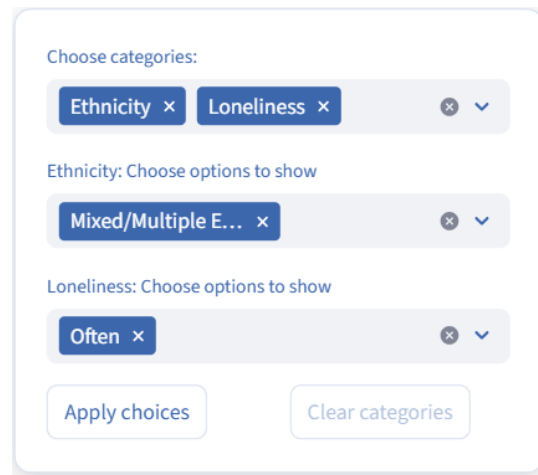 Choose categories:
Ethnicity × Loneliness ×
Ethnicity: Choose options to show
Mixed/Multiple E... ×
Loneliness: Choose options to show
Often ×
Apply choices Clear categories